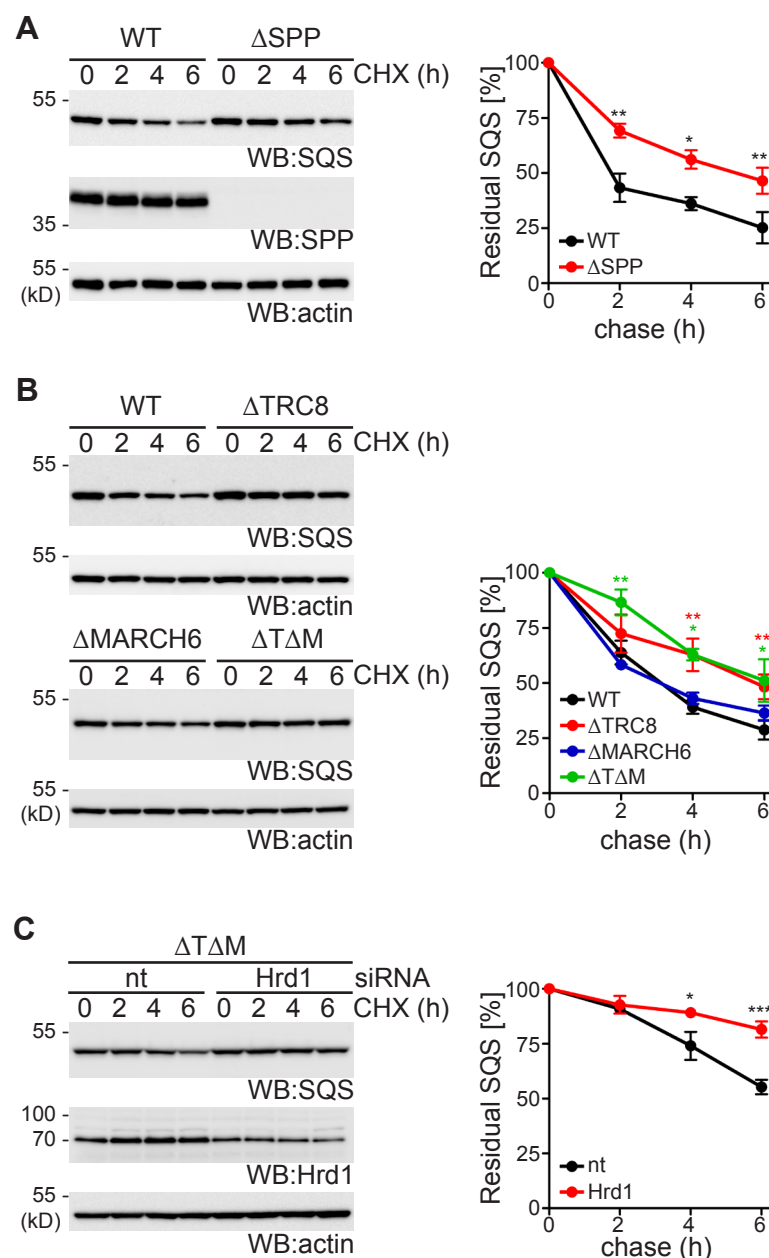 A
WT ΔSPP
0 2 4 6 0 2 4 6 CHX (h)
55 -
WB:SQS
35 -
WB:SPP
55 -
(kD)
WB:actin
Residual SQS [%]
100
75
50
25
0
** * **
WT
ΔSPP
0 2 4 6
chase (h)
B
WT ΔTRC8
0 2 4 6 0 2 4 6 CHX (h)
55 -
WB:SQS
55 -
WB:actin
ΔMARCH6 ΔTΔM
0 2 4 6 0 2 4 6 CHX (h)
55 -
WB:SQS
55 -
(kD)
WB:actin
Residual SQS [%]
100
75
50
25
0
** ** **
* *
WT
ΔTRC8
ΔMARCH6
ΔTΔM
0 2 4 6
chase (h)
C
ΔTΔM
nt Hrd1 siRNA
0 2 4 6 0 2 4 6 CHX (h)
55 -
WB:SQS
100 -
70 -
WB:Hrd1
55 -
(kD)
WB:actin
Residual SQS [%]
100
75
50
25
0
* ***
nt
Hrd1
0 2 4 6
chase (h)